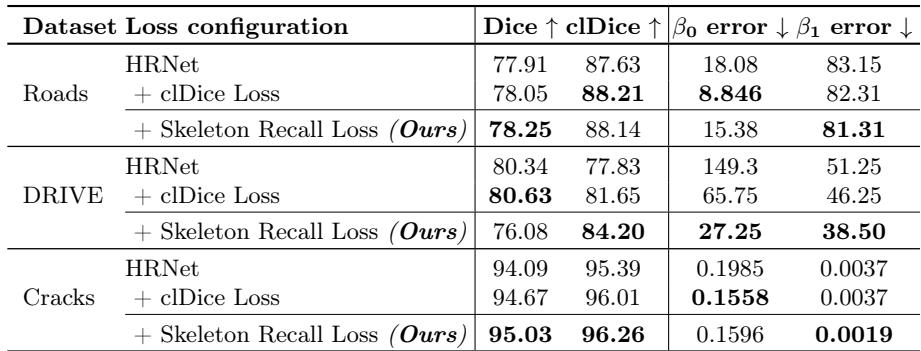 Dataset Loss configuration Dice ↑ clDice ↑ β₀ error ↓ β₁ error ↓
HRNet 77.91 87.63 18.08 83.15
Roads + clDice Loss 78.05 88.21 8.846 82.31
+ Skeleton Recall Loss (Ours) 78.25 88.14 15.38 81.31
HRNet 80.34 77.83 149.3 51.25
DRIVE + clDice Loss 80.63 81.65 65.75 46.25
+ Skeleton Recall Loss (Ours) 76.08 84.20 27.25 38.50
HRNet 94.09 95.39 0.1985 0.0037
Cracks + clDice Loss 94.67 96.01 0.1558 0.0037
+ Skeleton Recall Loss (Ours) 95.03 96.26 0.1596 0.0019